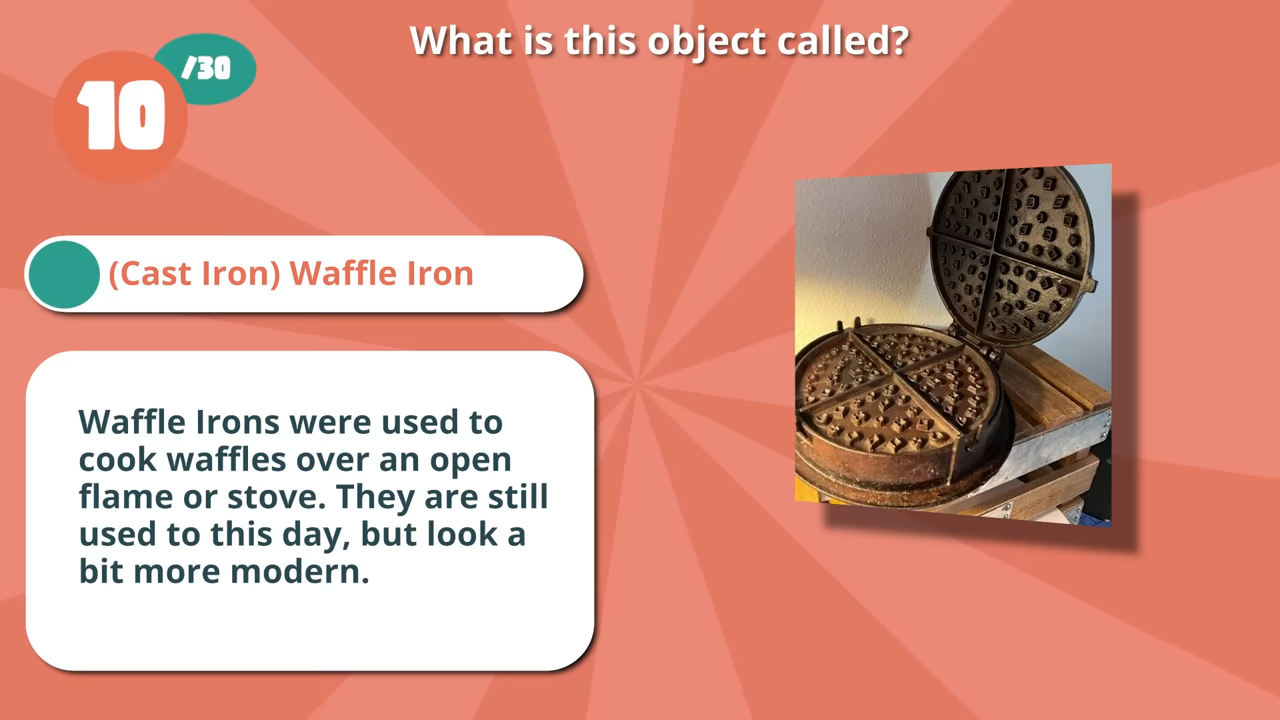 What is this object called?
10
/30
(Cast Iron) Waffle Iron
Waffle Irons were used to
cook waffles over an open
flame or stove. They are still
used to this day, but look a
bit more modern.